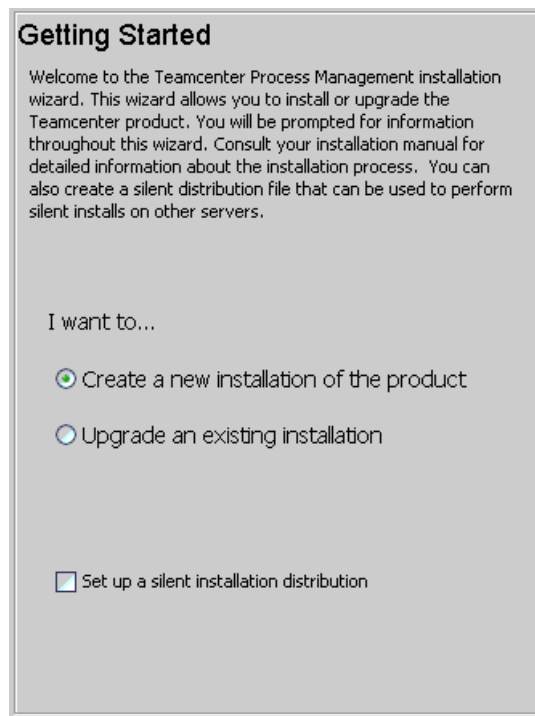 Getting Started
Welcome to the Teamcenter Process Management installation
wizard. This wizard allows you to install or upgrade the
Teamcenter product. You will be prompted for information
throughout this wizard. Consult your installation manual for
detailed information about the installation process. You can
also create a silent distribution file that can be used to perform
silent installs on other servers.
I want to...
Create a new installation of the product
Upgrade an existing installation
Set up a silent installation distribution